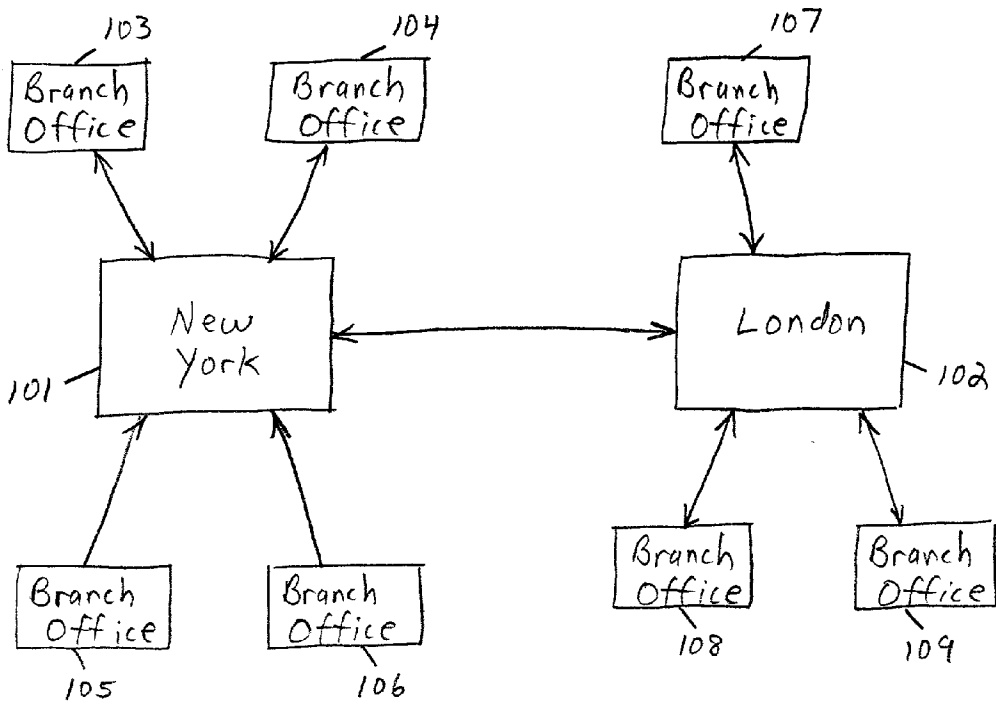 103
104
107
Branch
Office
Branch
Office
Branch
Office
New
York
London
101
102
Branch
Office
Branch
Office
Branch
Office
Branch
Office
105
106
108
109